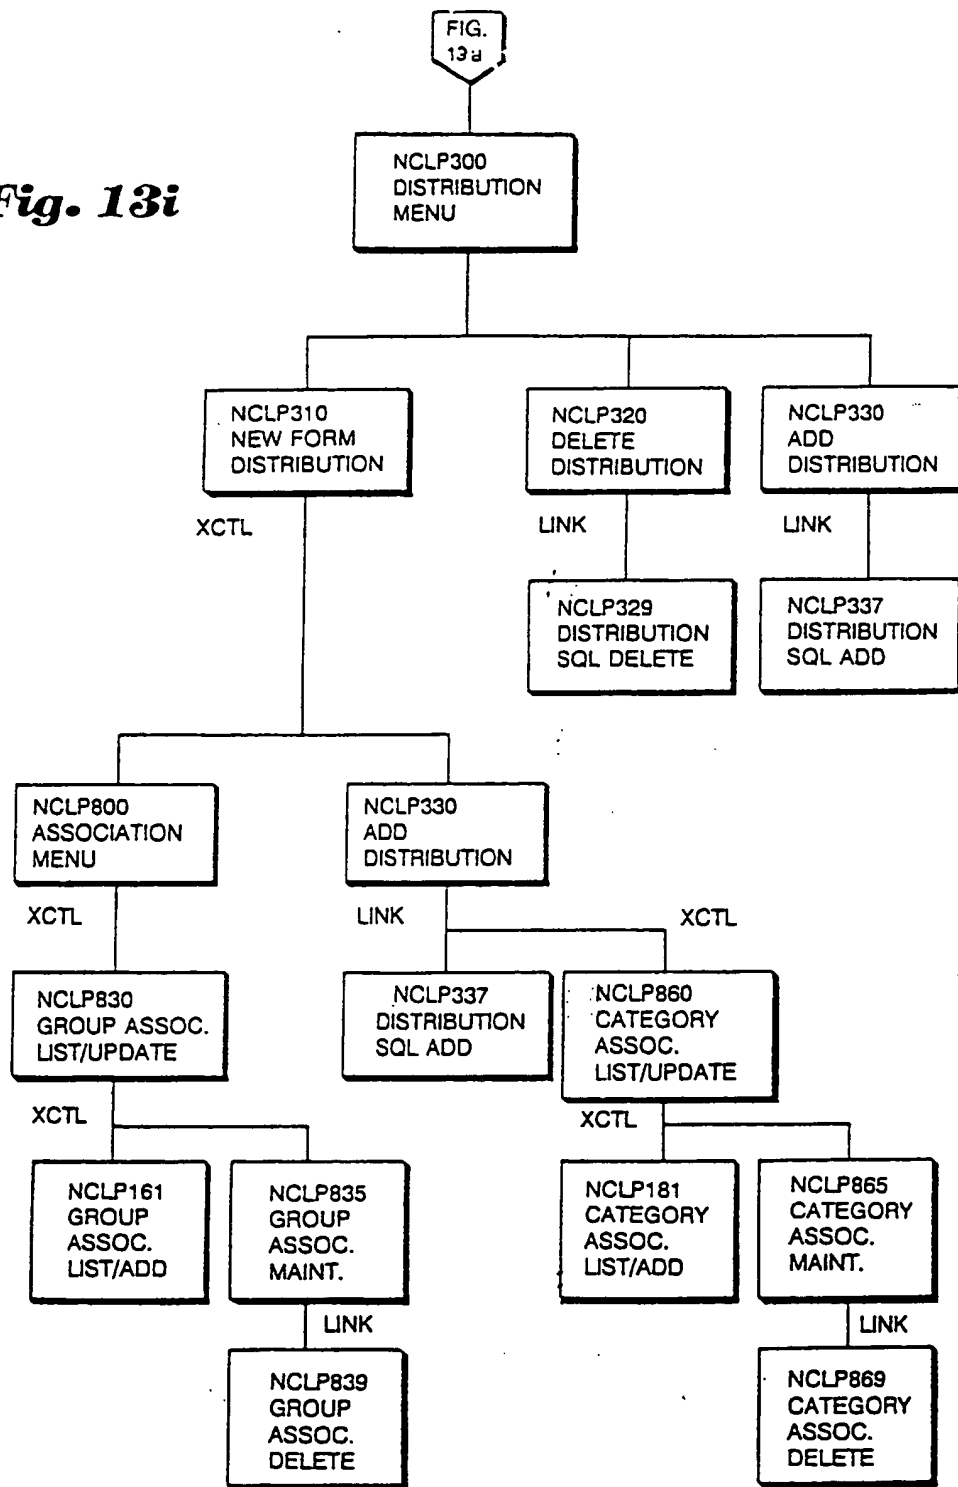 FIG.
13a
Fig. 13i
NCLP300
DISTRIBUTION
MENU
NCLP310
NEW FORM
DISTRIBUTION
NCLP320
DELETE
DISTRIBUTION
NCLP330
ADD
DISTRIBUTION
XCTL
LINK
LINK
NCLP329
DISTRIBUTION
SQL DELETE
NCLP337
DISTRIBUTION
SQL ADD
NCLP800
ASSOCIATION
MENU
NCLP330
ADD
DISTRIBUTION
XCTL
LINK
XCTL
NCLP830
GROUP ASSOC.
LIST/UPDATE
NCLP337
DISTRIBUTION
SQL ADD
NCLP860
CATEGORY
ASSOC.
LIST/UPDATE
XCTL
XCTL
NCLP161
GROUP
ASSOC.
LIST/ADD
NCLP835
GROUP
ASSOC.
MAINT.
NCLP181
CATEGORY
ASSOC.
LIST/ADD
NCLP865
CATEGORY
ASSOC.
MAINT.
LINK
LINK
NCLP839
GROUP
ASSOC.
DELETE
NCLP869
CATEGORY
ASSOC.
DELETE